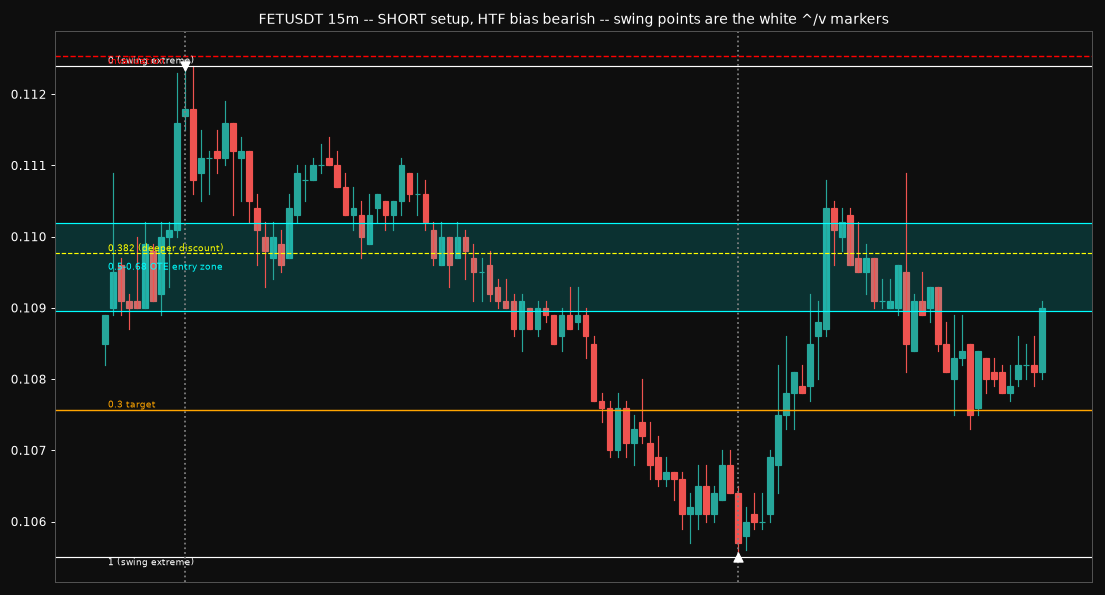 FETUSDT 15m -- SHORT setup, HTF bias bearish -- swing points are the white ^/v markers
0 (swing extreme)
0.112
0.111
0.110
0.382 (deeper discount)
0.5-0.68 OTE entry zone
0.109
0.108
0.3 target
0.107
0.106
1 (swing extreme)